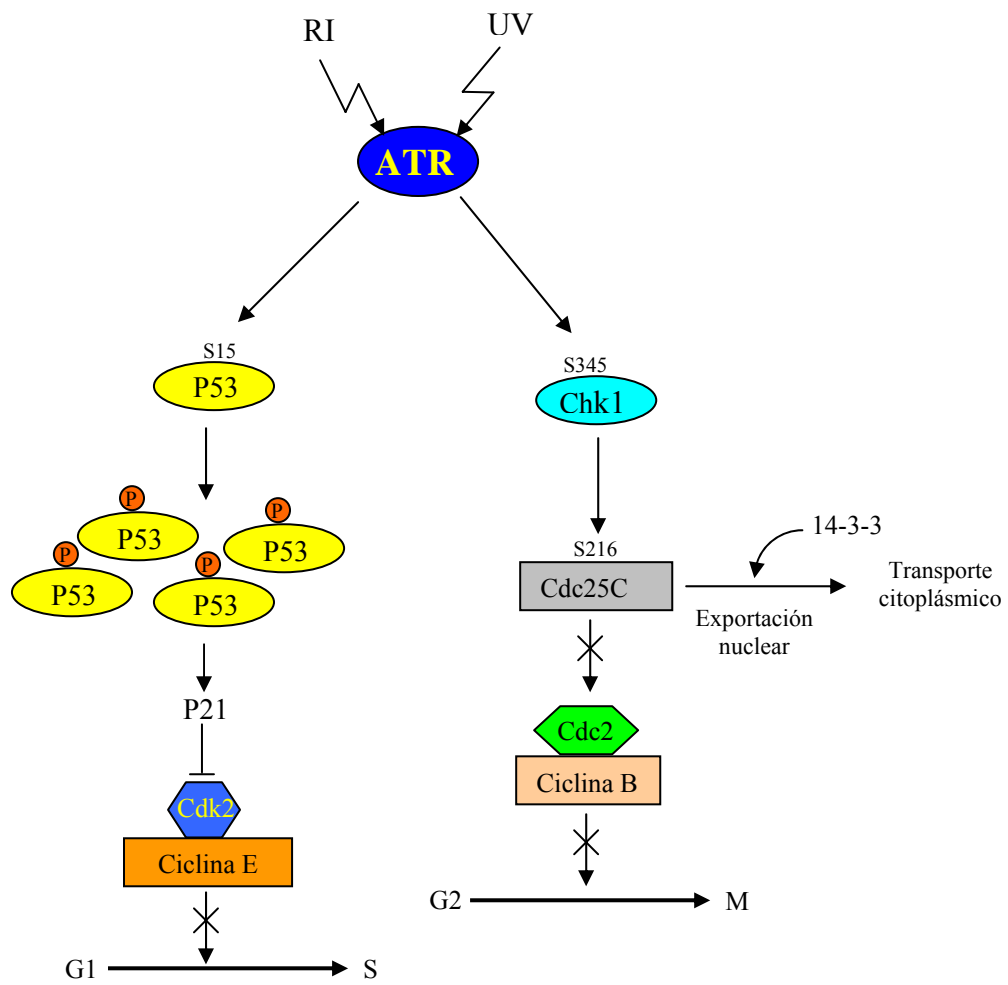 RI
UV
ATR
S15
P53
S345
Chk1
P
P53
P
P53
P
P53
P
P53
S216
Cdc25C
14-3-3
Exportación
nuclear
Transporte
citoplásmico
P21
Cdk2
Ciclina E
Cdc2
Ciclina B
G2
M
G1
S